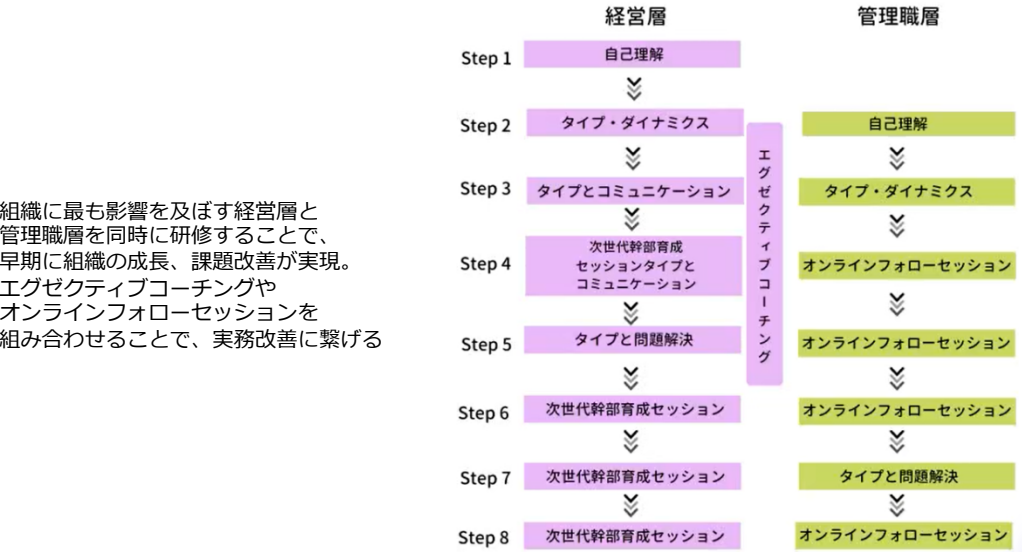 組織に最も影響を及ぼす経営層と
管理職層を同時に研修することで、
早期に組織の成長、課題改善が実現。
エグゼクティブコーチングや
オンラインフォローセッションを
組み合わせることで、実務改善に繋げる
経営層 管理職層
Step 1 自己理解
Step 2 タイプ・ダイナミクス 自己理解
Step 3 タイプとコミュニケーション タイプ・ダイナミクス
Step 4 次世代幹部育成
セッションタイプと
コミュニケーション
オンラインフォローセッション
エグゼクティブコーチング
Step 5 タイプと問題解決 オンラインフォローセッション
Step 6 次世代幹部育成セッション オンラインフォローセッション
Step 7 次世代幹部育成セッション タイプと問題解決
Step 8 次世代幹部育成セッション オンラインフォローセッション